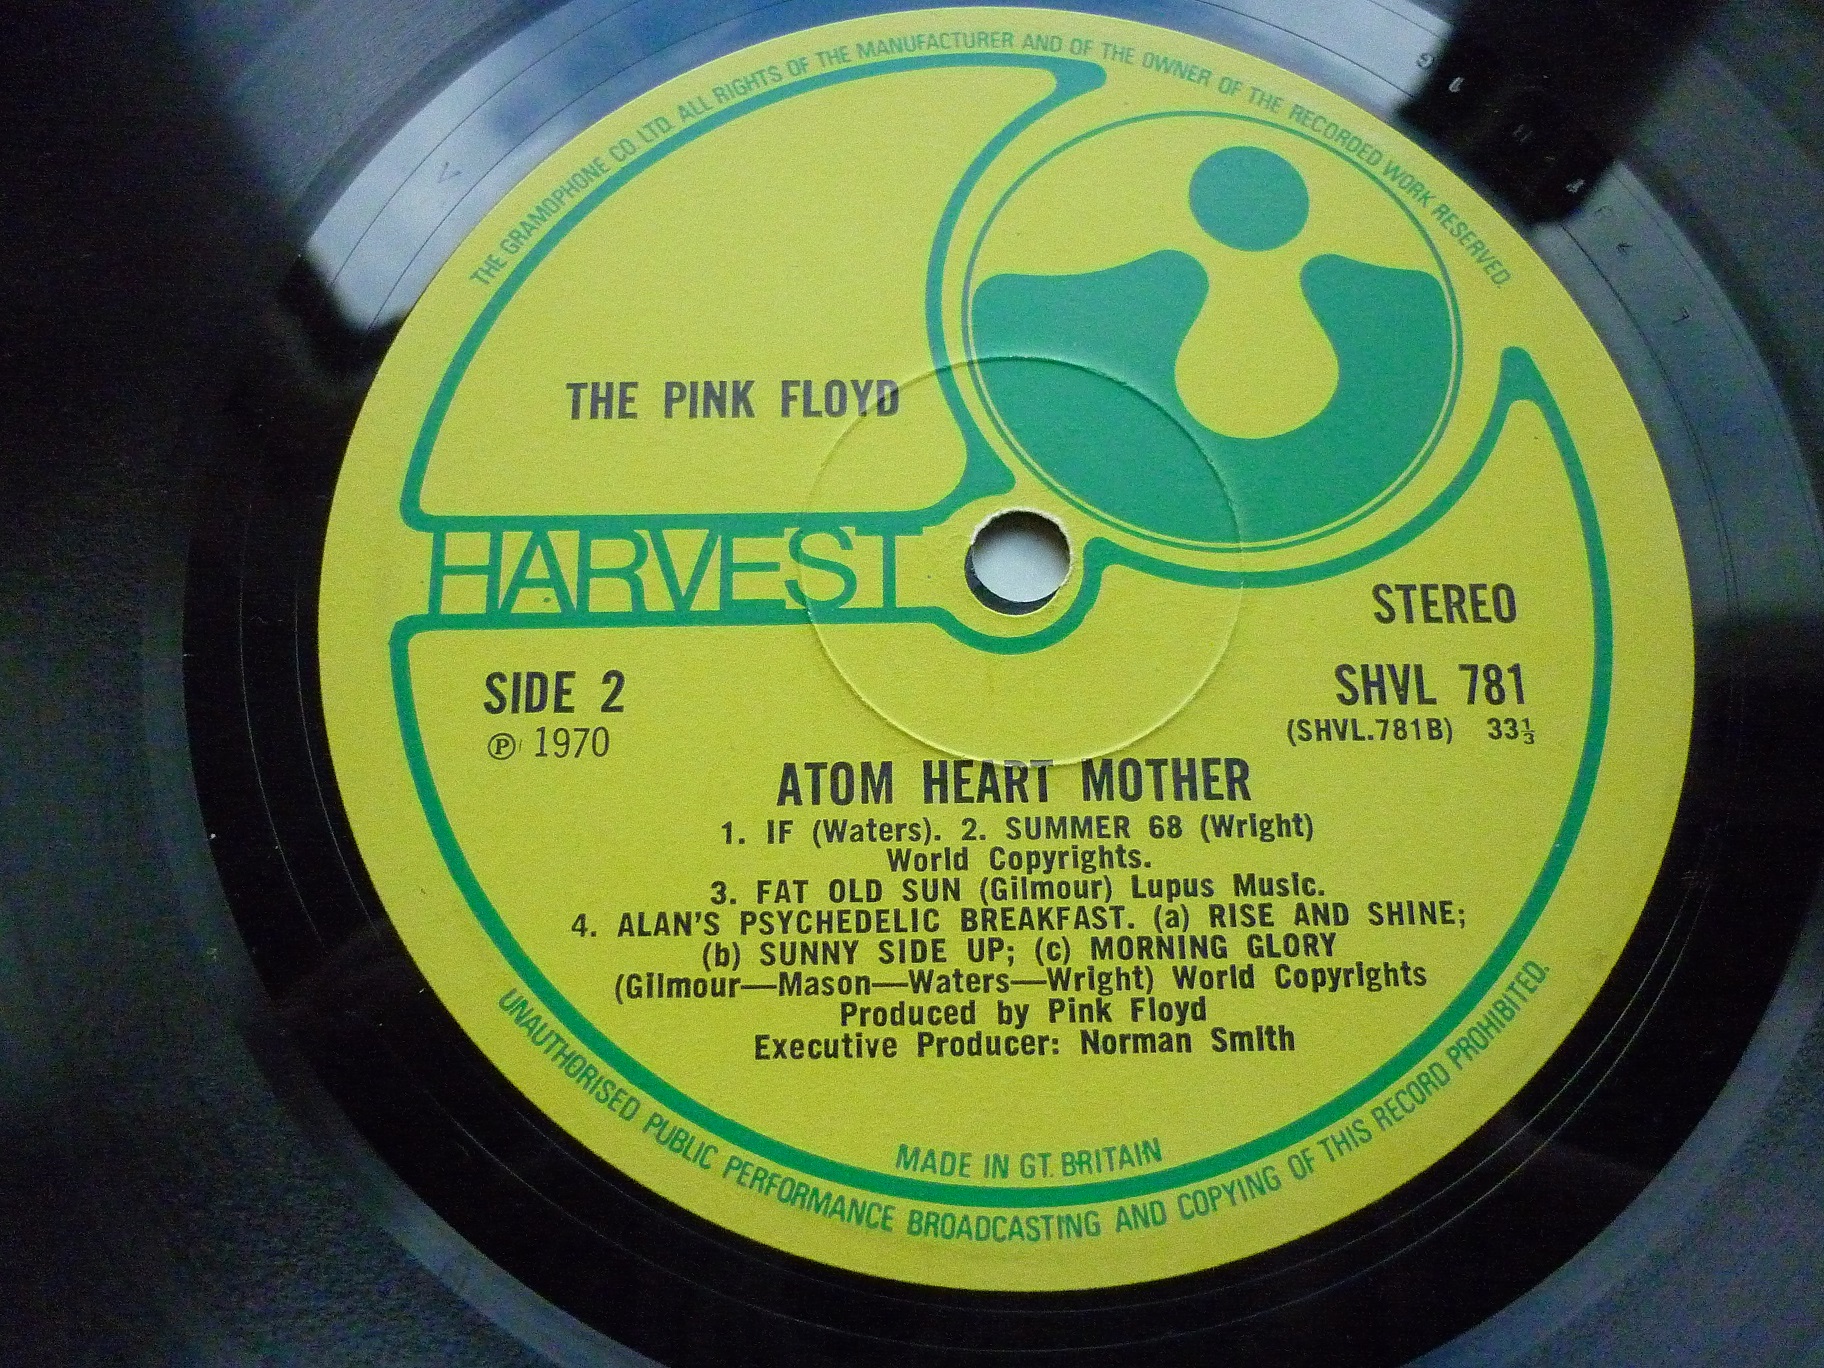 THE GRAMOPHONE CO. LTD. ALL RIGHTS OF THE MANUFACTURER AND OF THE OWNER OF THE RECORDED WORK RESERVED.
THE PINK FLOYD
HARVEST
STEREO
SIDE 2
SHVL 781
℗ 1970
(SHVL.781B) 33⅓
ATOM HEART MOTHER
1. IF (Waters). 2. SUMMER 68 (Wright)
World Copyrights.
3. FAT OLD SUN (Gilmour) Lupus Music.
4. ALAN'S PSYCHEDELIC BREAKFAST. (a) RISE AND SHINE;
(b) SUNNY SIDE UP; (c) MORNING GLORY
(Gilmour—Mason—Waters—Wright) World Copyrights
Produced by Pink Floyd
Executive Producer: Norman Smith
MADE IN GT. BRITAIN
UNAUTHORISED PUBLIC PERFORMANCE BROADCASTING AND COPYING OF THIS RECORD PROHIBITED.